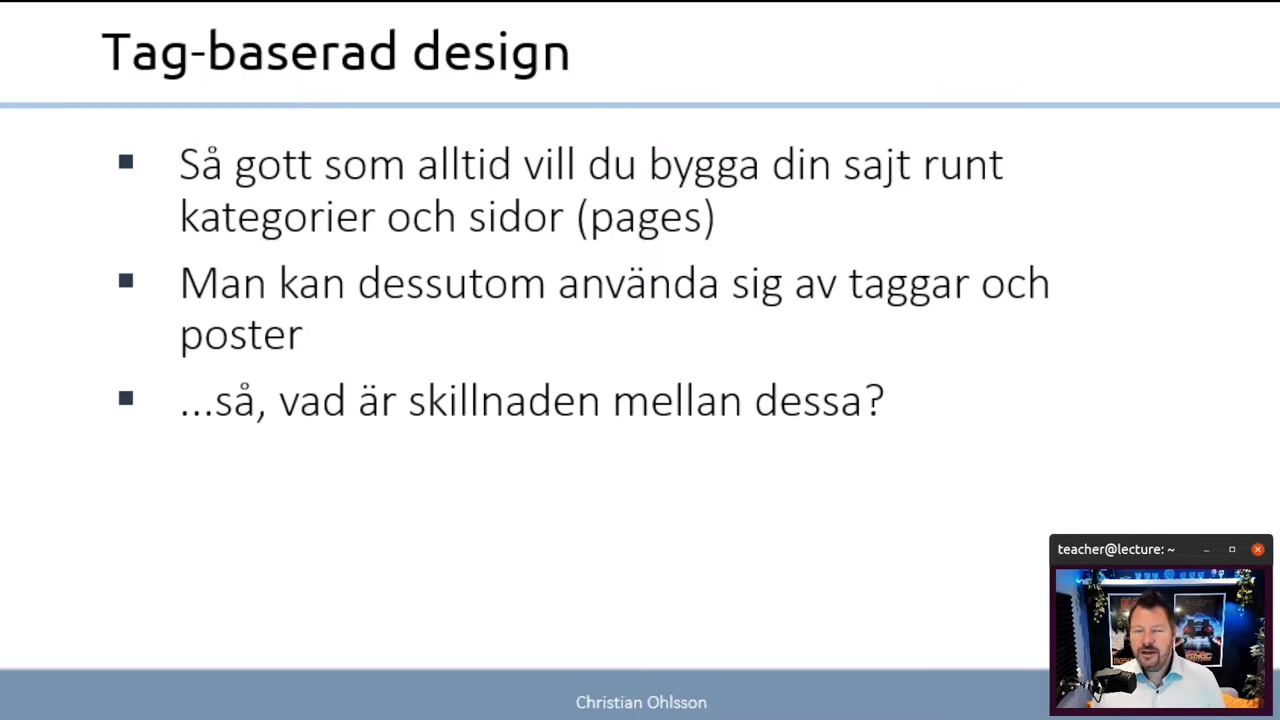 Tag-baserad design
Så gott som alltid vill du bygga din sajt runt
kategorier och sidor (pages)
Man kan dessutom använda sig av taggar och
poster
...så, vad är skillnaden mellan dessa?
teacher@lecture: ~
Christian Ohlsson